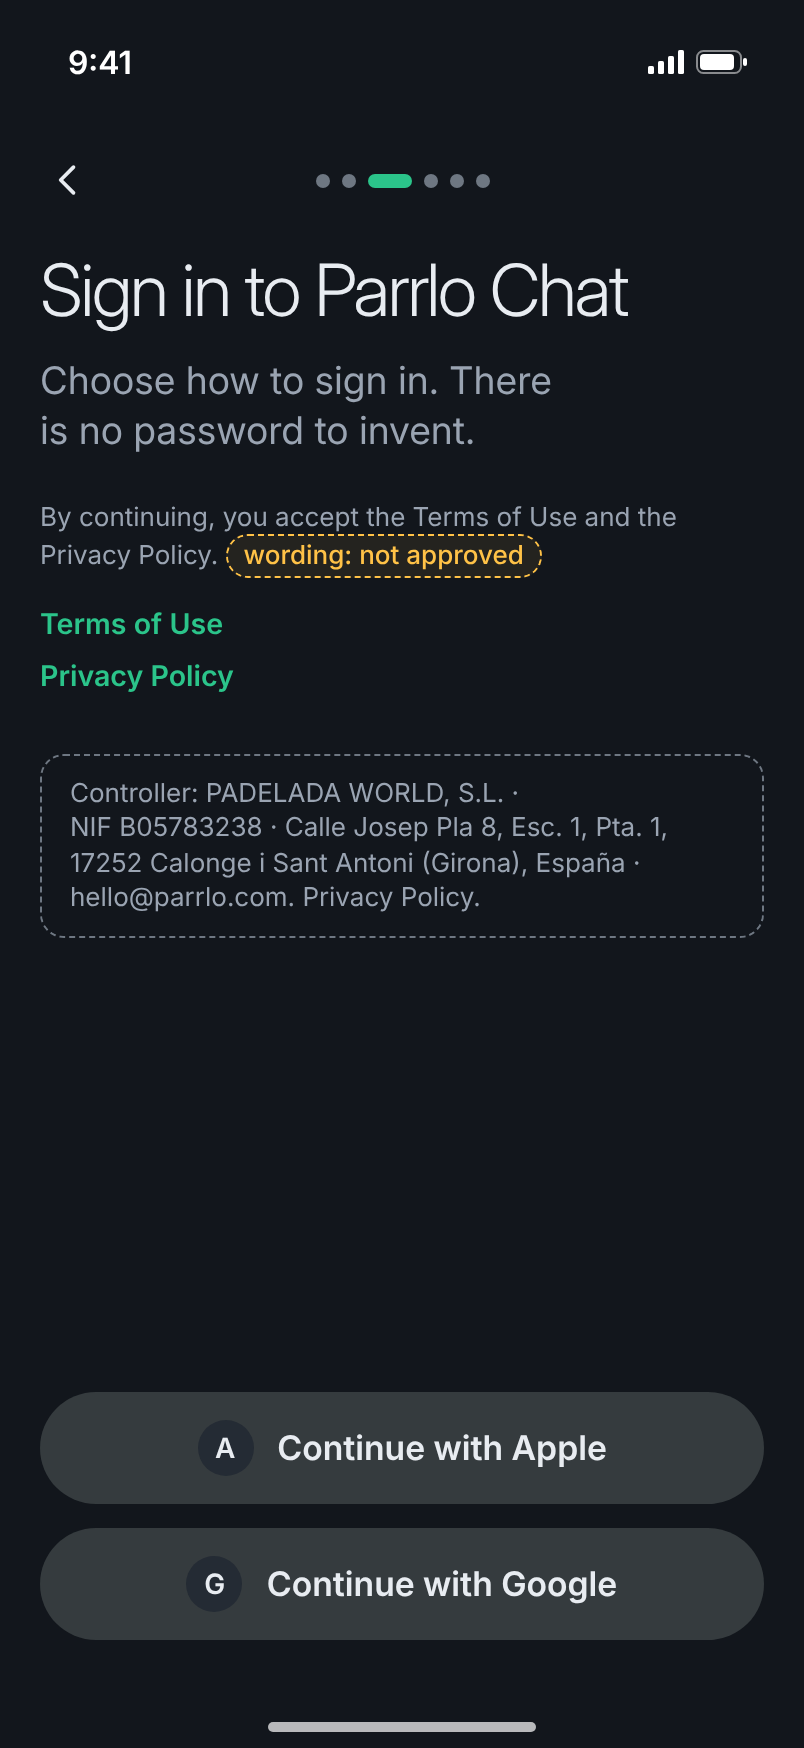 9:41
Sign in to Parrlo Chat
Choose how to sign in. There
is no password to invent.
By continuing, you accept the Terms of Use and the
Privacy Policy. wording: not approved
Terms of Use
Privacy Policy
Controller: PADELADA WORLD, S.L. ·
NIF B05783238 · Calle Josep Pla 8, Esc. 1, Pta. 1,
17252 Calonge i Sant Antoni (Girona), España ·
hello@parrlo.com. Privacy Policy.
A Continue with Apple
G Continue with Google